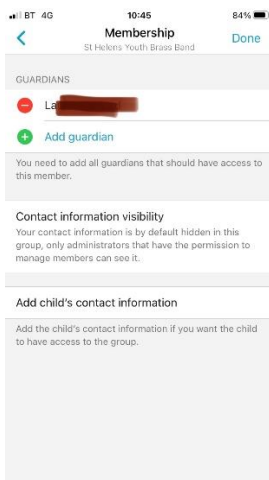 BT 4G 10:45 84%
Membership
St Helens Youth Brass Band
Done
GUARDIANS
La
Add guardian
You need to add all guardians that should have access to
this member.
Contact information visibility
Your contact information is by default hidden in this
group, only administrators that have the permission to
manage members can see it.
Add child's contact information
Add the child's contact information if you want the child
to have access to the group.